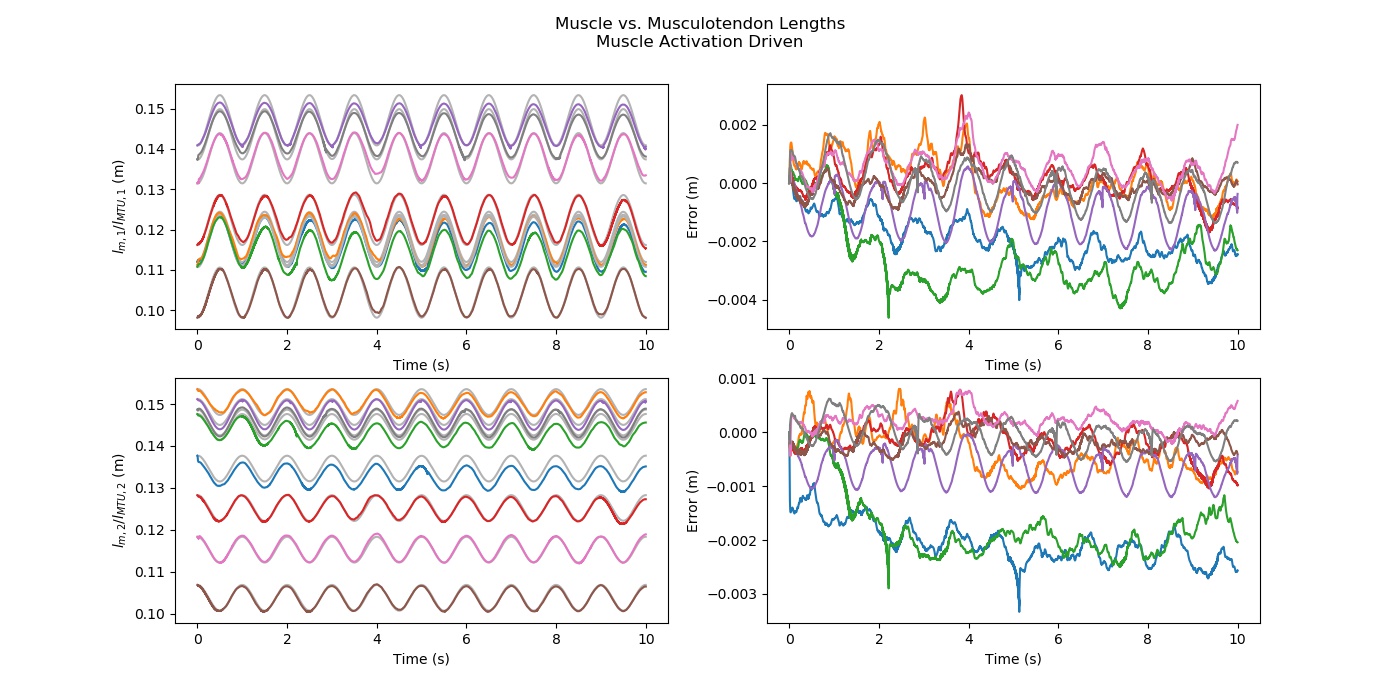 Muscle vs. Musculotendon Lengths
Muscle Activation Driven
l_{m,1}/l_{MTU,1} (m)
0.15
0.14
0.13
0.12
0.11
0.10
0 2 4 6 8 10
Time (s)
Error (m)
0.002
0.000
−0.002
−0.004
0 2 4 6 8 10
Time (s)
l_{m,2}/l_{MTU,2} (m)
0.15
0.14
0.13
0.12
0.11
0.10
0 2 4 6 8 10
Time (s)
Error (m)
0.001
0.000
−0.001
−0.002
−0.003
0 2 4 6 8 10
Time (s)